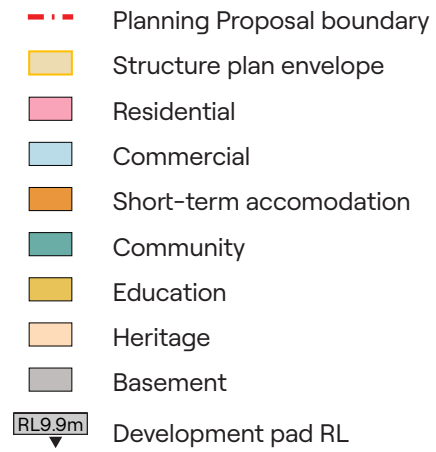 Planning Proposal boundary
Structure plan envelope
Residential
Commercial
Short-term accomodation
Community
Education
Heritage
Basement
RL9.9m Development pad RL